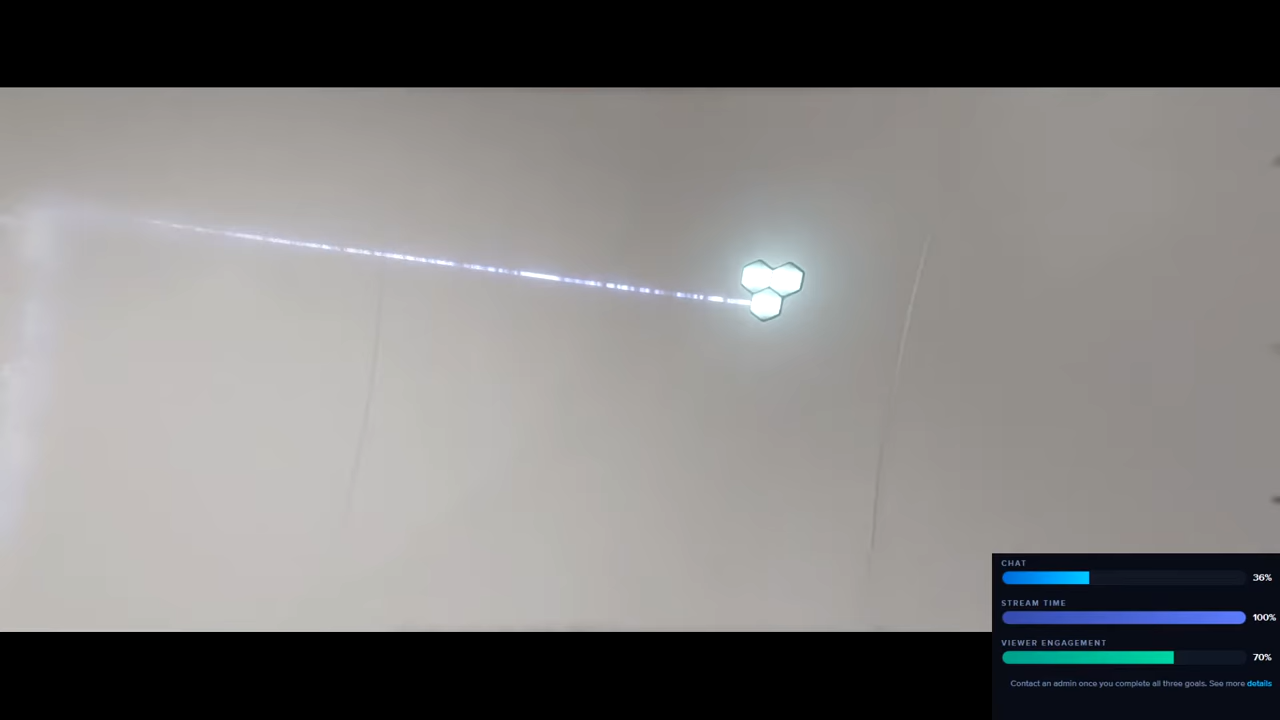 CHAT
36%
STREAM TIME
100%
VIEWER ENGAGEMENT
70%
Contact an admin once you complete all three goals. See more details